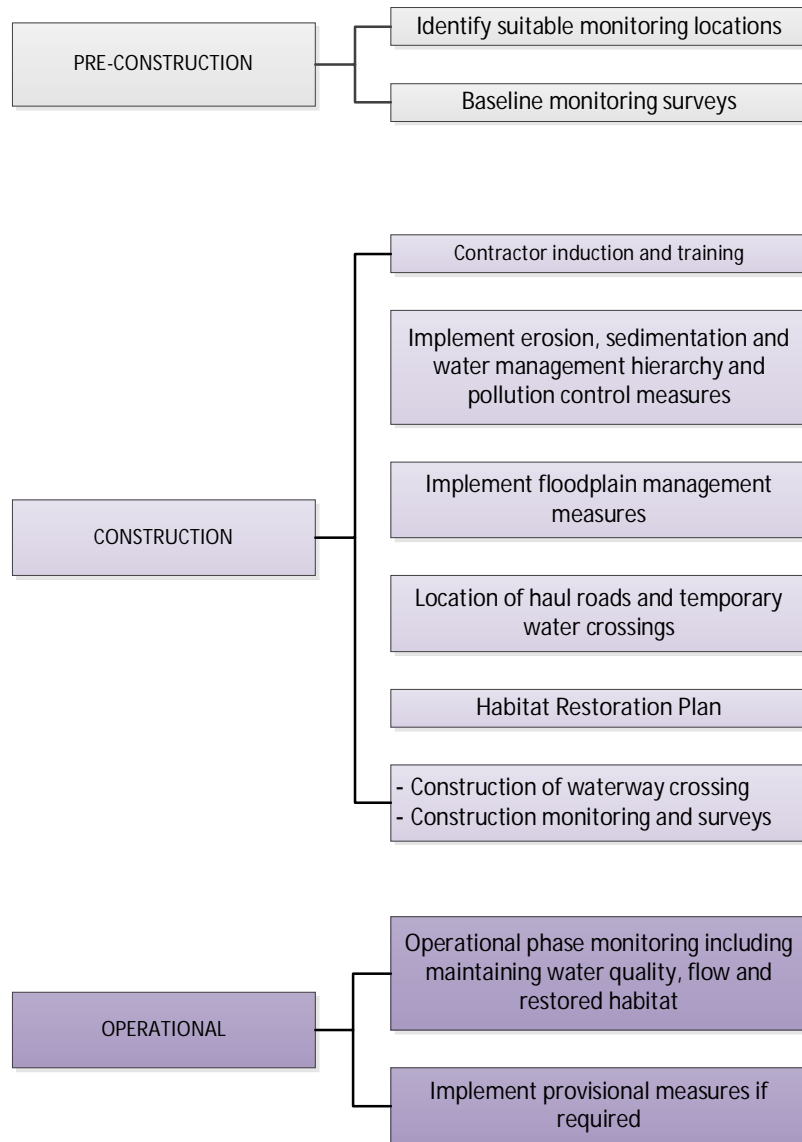 PRE-CONSTRUCTION
Identify suitable monitoring locations
Baseline monitoring surveys
CONSTRUCTION
Contractor induction and training
Implement erosion, sedimentation and
water management hierarchy and
pollution control measures
Implement floodplain management
measures
Location of haul roads and temporary
water crossings
Habitat Restoration Plan
- Construction of waterway crossing
- Construction monitoring and surveys
OPERATIONAL
Operational phase monitoring including
maintaining water quality, flow and
restored habitat
Implement provisional measures if
required